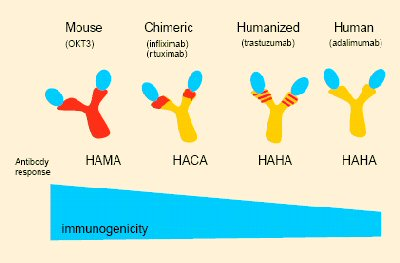 Mouse Chimeric Humanized Human
(OKT3) (infliximab) (trastuzumab) (adalimumab)
(rituximab)
Antibody
response
HAMA HACA HAHA HAHA
immunogenicity